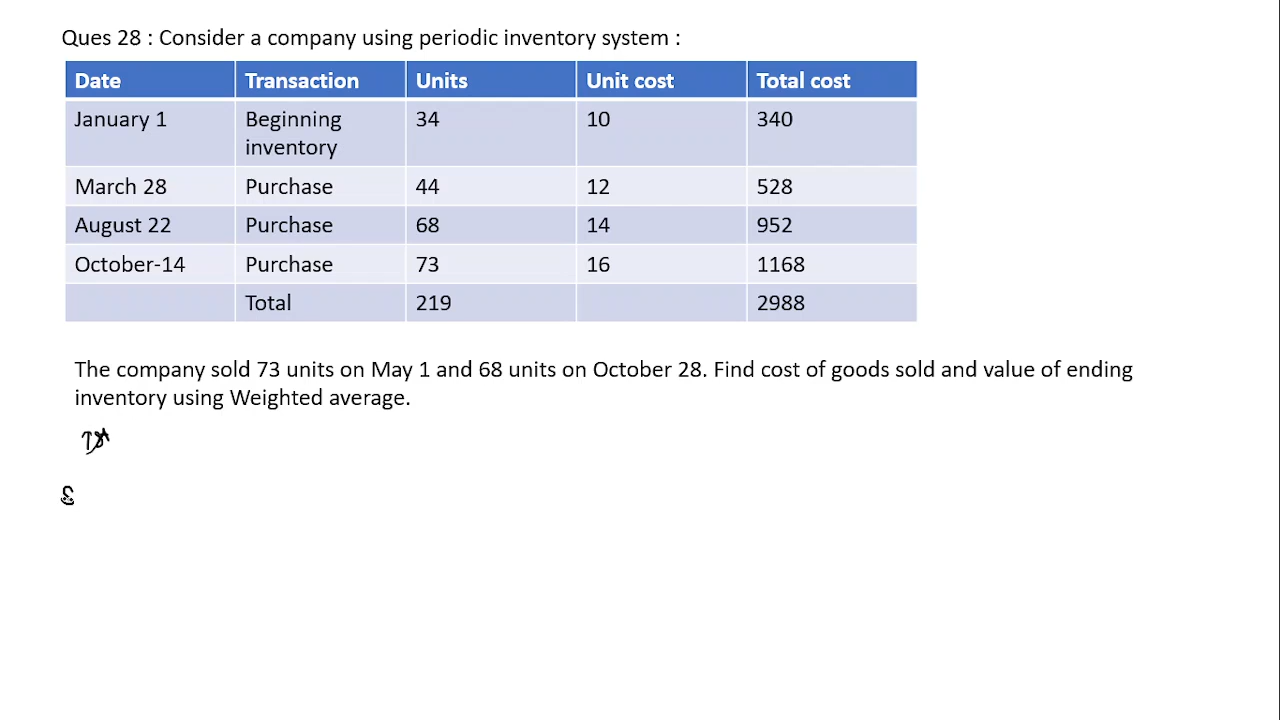 Ques 28 : Consider a company using periodic inventory system :
Date Transaction Units Unit cost Total cost
January 1 Beginning inventory 34 10 340
March 28 Purchase 44 12 528
August 22 Purchase 68 14 952
October-14 Purchase 73 16 1168
Total 219 2988
The company sold 73 units on May 1 and 68 units on October 28. Find cost of goods sold and value of ending
inventory using Weighted average.